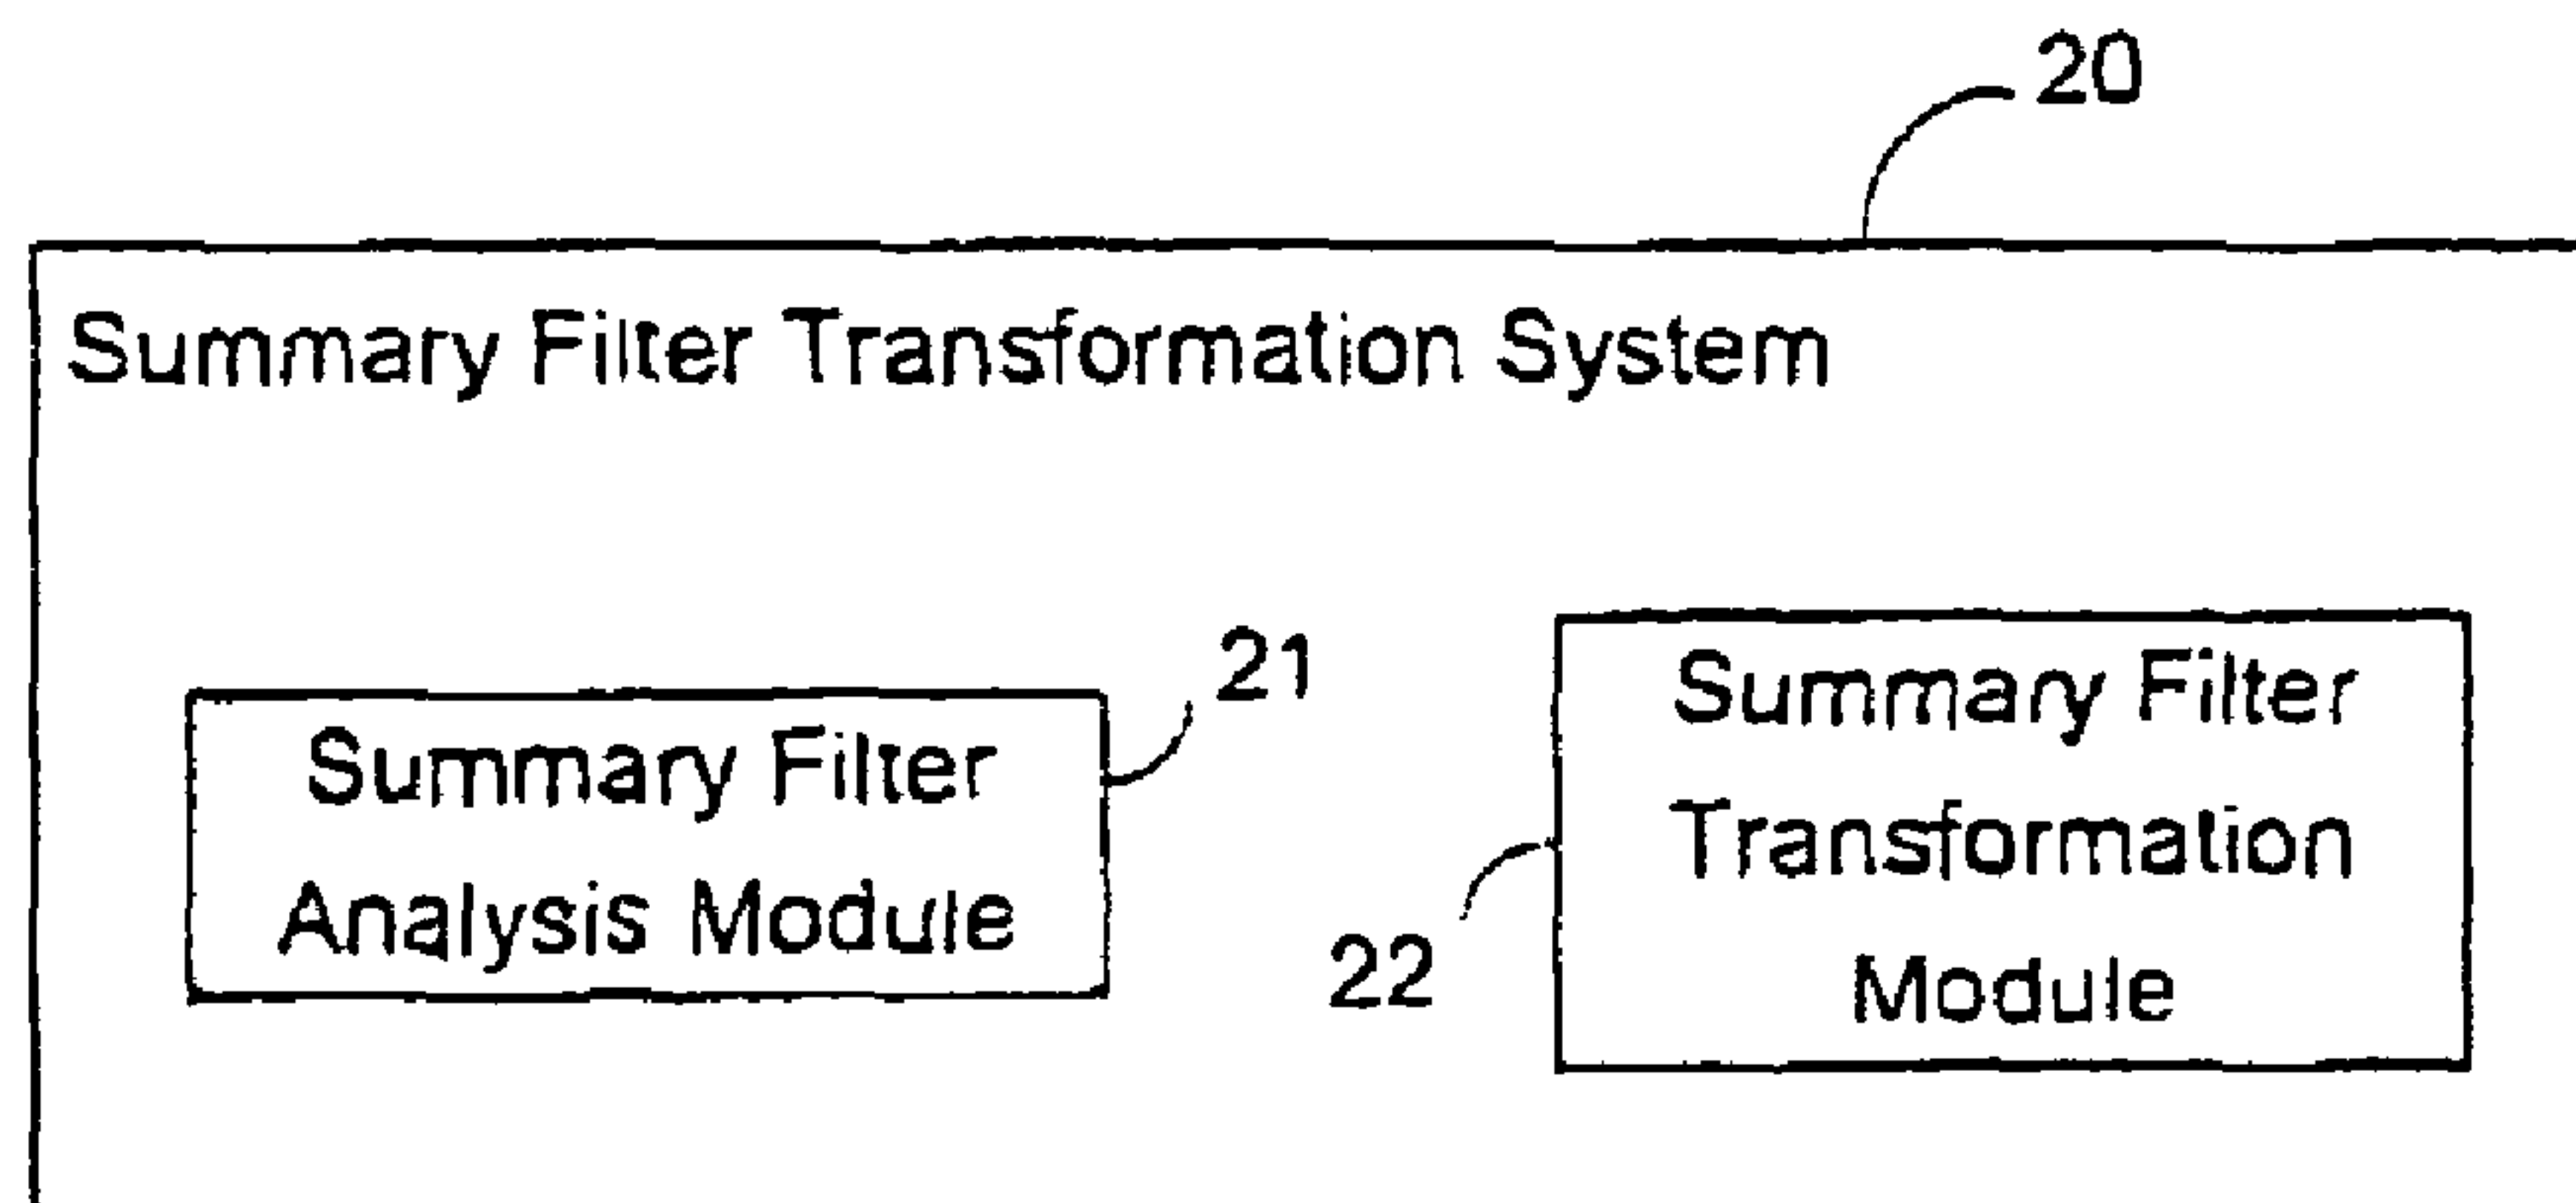 20
Summary Filter Transformation System
21
Summary Filter
Analysis Module
22
Summary Filter
Transformation
Module